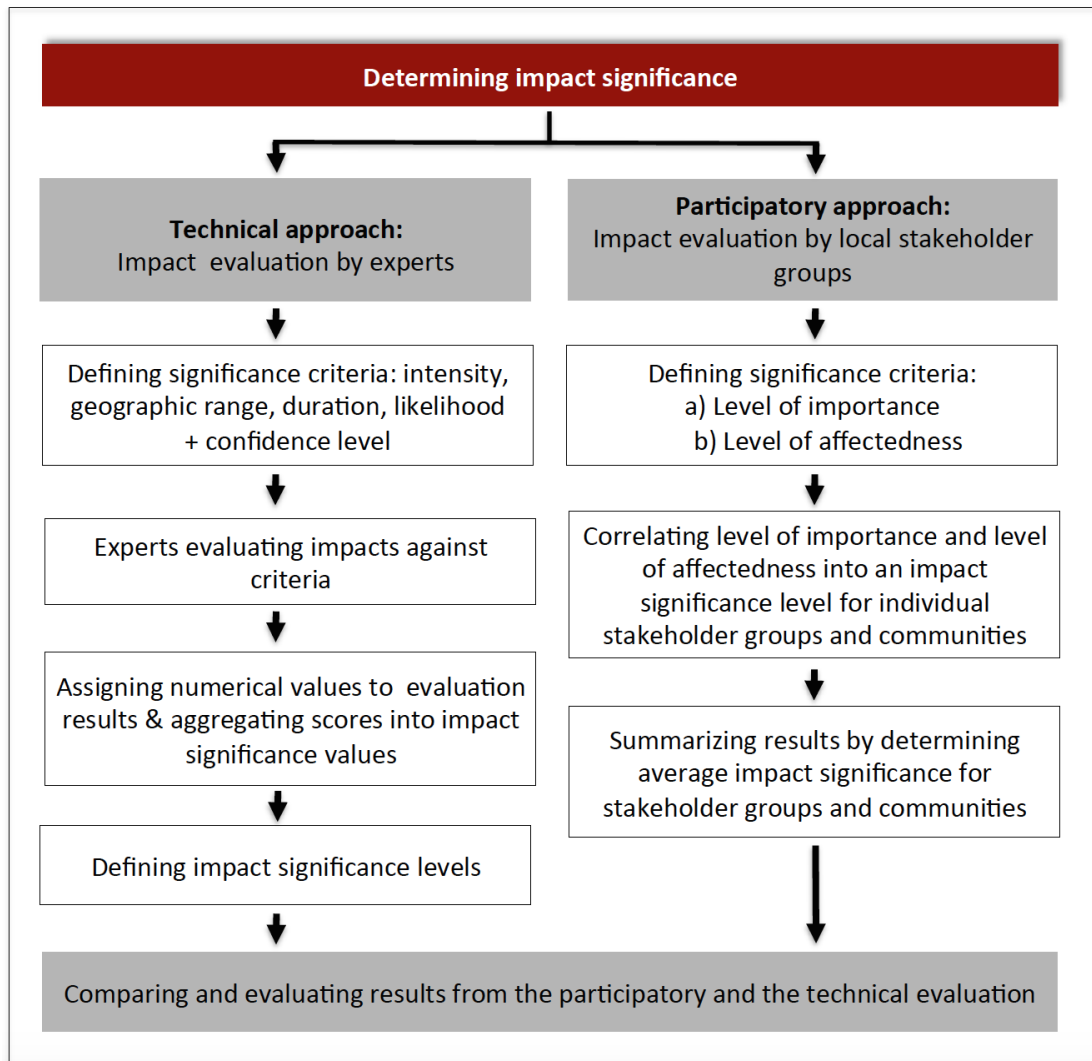 Determining impact significance
Technical approach:
Impact evaluation by experts
Defining significance criteria: intensity,
geographic range, duration, likelihood
+ confidence level
Experts evaluating impacts against
criteria
Assigning numerical values to evaluation
results & aggregating scores into impact
significance values
Defining impact significance levels
Participatory approach:
Impact evaluation by local stakeholder
groups
Defining significance criteria:
a) Level of importance
b) Level of affectedness
Correlating level of importance and level
of affectedness into an impact
significance level for individual
stakeholder groups and communities
Summarizing results by determining
average impact significance for
stakeholder groups and communities
Comparing and evaluating results from the participatory and the technical evaluation